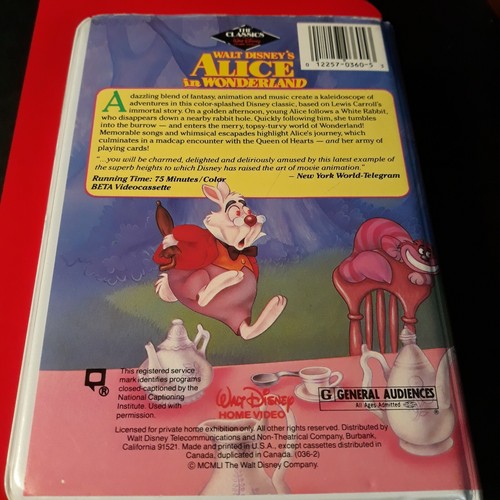 THE
CLASSICS
WALT DISNEY'S
ALICE
in WONDERLAND
0 12257-0360-5
A dazzling blend of fantasy, animation and music create a kaleidoscope of
adventures in this color-splashed Disney classic, based on Lewis Carroll's
immortal story. On a golden afternoon, young Alice follows a White Rabbit,
who disappears down a nearby rabbit hole. Quickly following him, she tumbles
into the burrow — and enters the merry, topsy-turvy world of Wonderland!
Memorable songs and whimsical escapades highlight Alice's journey, which
culminates in a madcap encounter with the Queen of Hearts — and her army of
playing cards!
"...you will be charmed, delighted and deliriously amused by this latest example of
the superb heights to which Disney has raised the art of movie animation."
Running Time: 75 Minutes/Color – New York World-Telegram
BETA Videocassette
This registered service
mark identifies programs
closed-captioned by the
National Captioning
Institute. Used with
permission.
®
Walt Disney
HOME VIDEO
G GENERAL AUDIENCES
All Ages Admitted
Licensed for private home exhibition only. All other rights reserved. Distributed by
Walt Disney Telecommunications and Non-Theatrical Company, Burbank,
California 91521. Made and printed in U.S.A., except cassettes distributed in
Canada, duplicated in Canada. (036-2)
© MCMLI The Walt Disney Company.